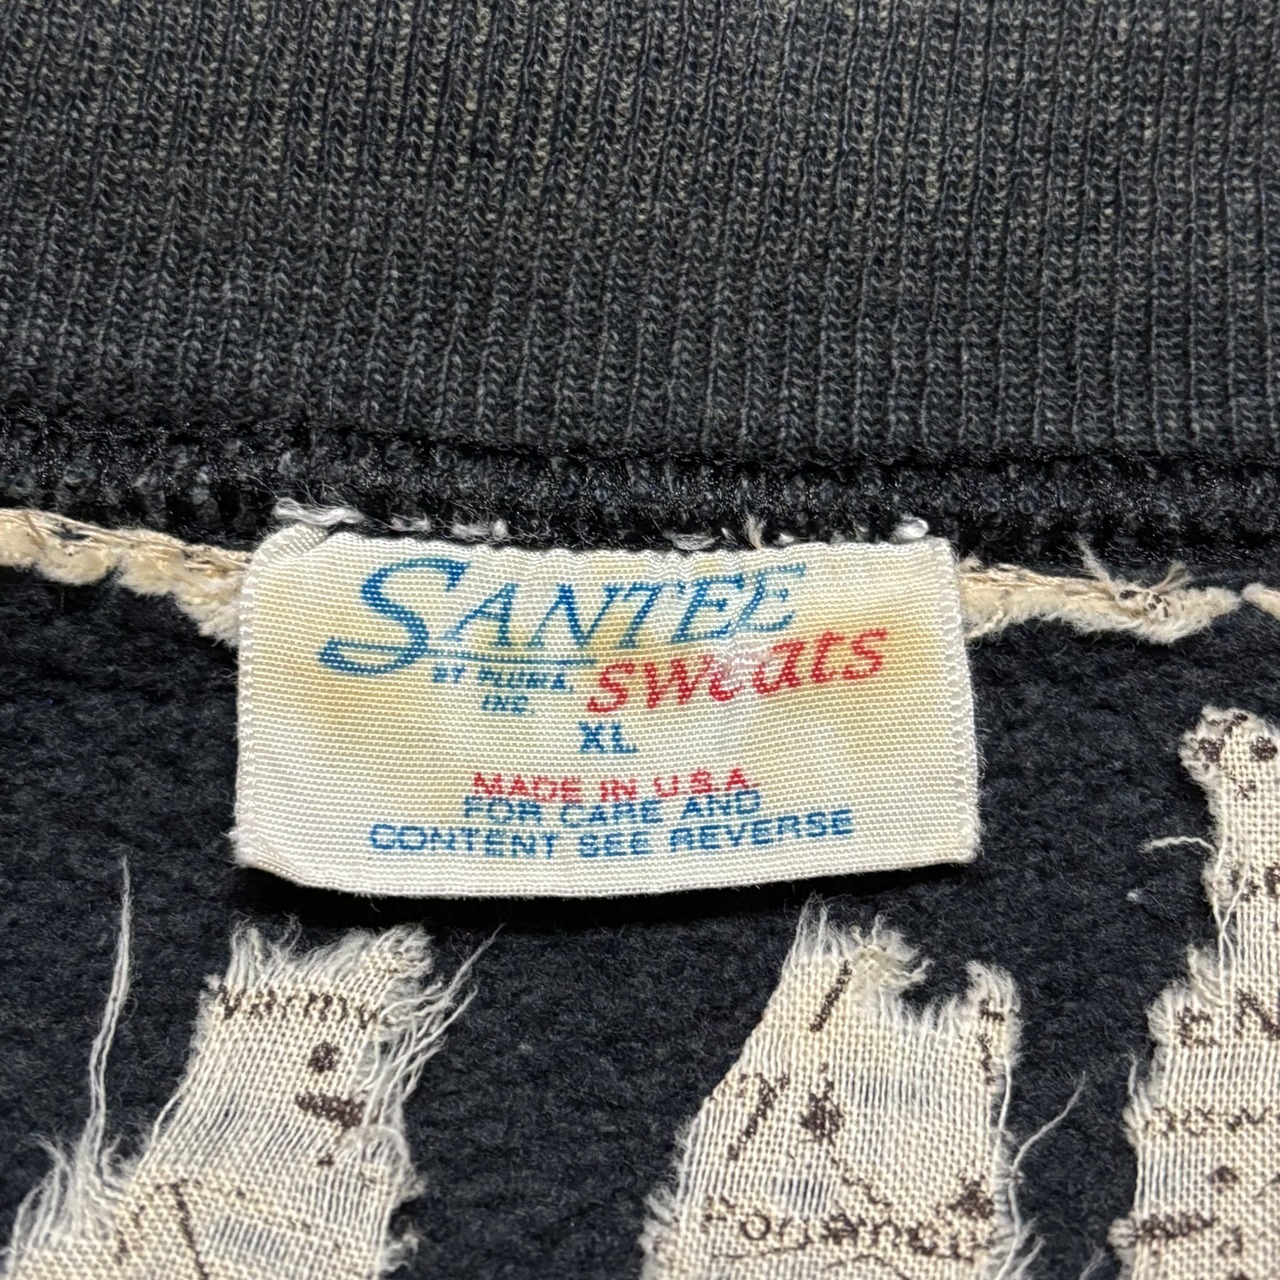 SANTEE
sweats
BY PLUMA,
INC.
XL
MADE IN U.S.A
FOR CARE AND
CONTENT SEE REVERSE